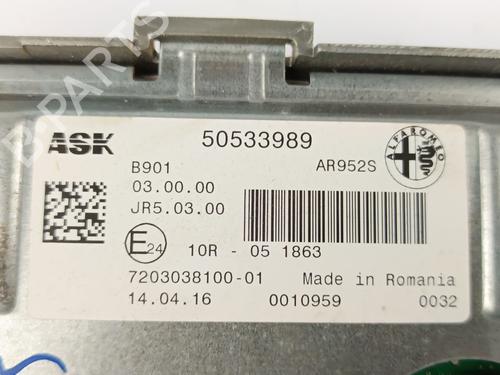 B-PARTS
ASK 50533989
B901 AR952S
ALFA ROMEO
03.00.00
JR5.03.00
E24 10R - 05 1863
7203038100-01 Made in Romania
14.04.16 0010959 0032